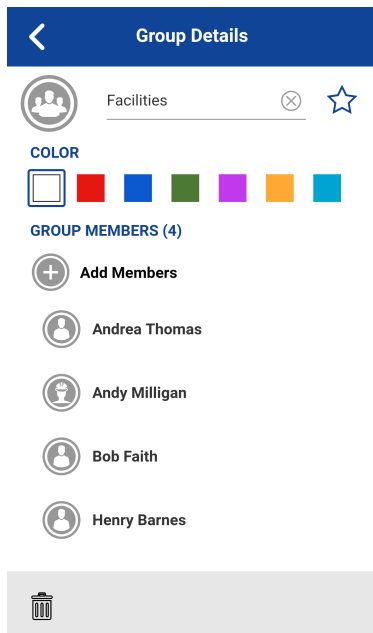 Group Details
Facilities
COLOR
GROUP MEMBERS (4)
Add Members
Andrea Thomas
Andy Milligan
Bob Faith
Henry Barnes